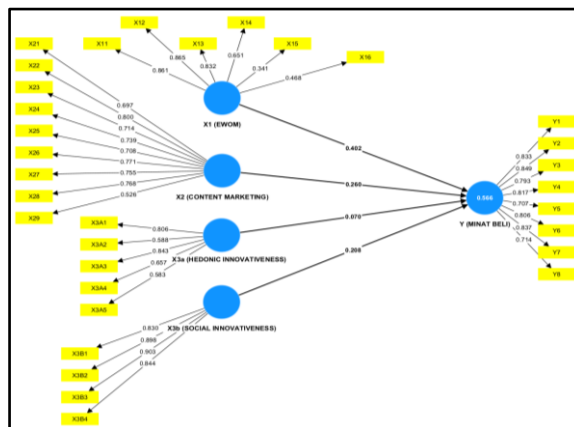 X12
X14
X21
X11
X13
X15
X22
X16
0.865
0.651
0.861
0.832
0.341
0.468
X23
X24
X25
X26
X27
X28
X29
0.697
0.800
0.714
0.739
0.708
0.771
0.755
0.768
0.526
X1 (EWOM)
0.402
X2 (CONTENT MARKETING)
0.260
X3A1
X3A2
X3A3
X3A4
X3A5
0.806
0.588
0.843
0.657
0.583
X3a (HEDONIC INNOVATIVENESS)
0.070
X3b (SOCIAL INNOVATIVENESS)
X3B1
X3B2
X3B3
X3B4
0.830
0.898
0.903
0.844
Y1
Y2
Y3
Y4
Y5
Y6
Y7
Y8
0.833
0.849
0.793
0.817
0.707
0.806
0.837
0.714
Y (MINAT BELI)